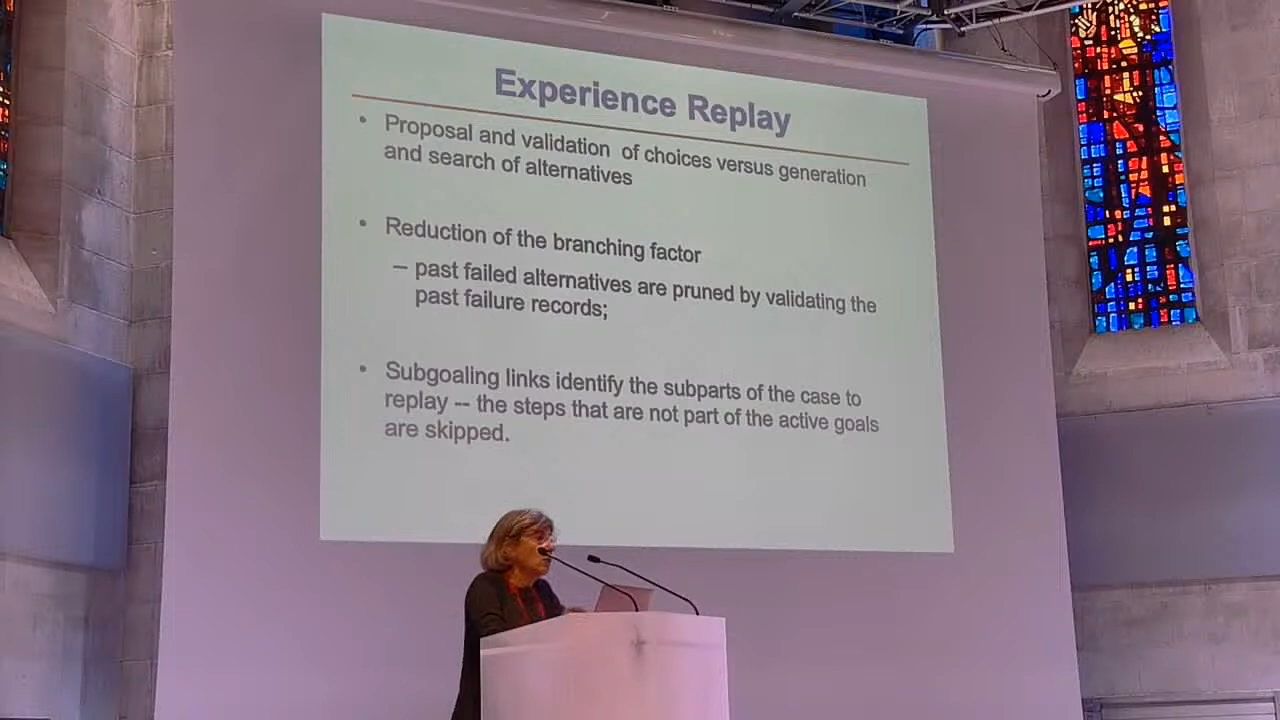 Experience Replay
• Proposal and validation of choices versus generation
and search of alternatives
• Reduction of the branching factor
– past failed alternatives are pruned by validating the
past failure records;
• Subgoaling links identify the subparts of the case to
replay -- the steps that are not part of the active goals
are skipped.